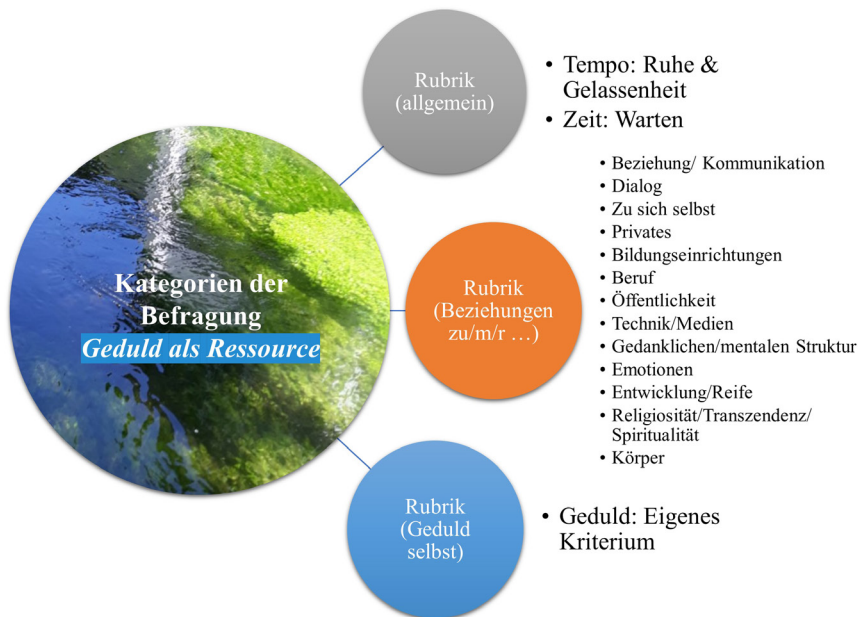 Kategorien der
Befragung
Geduld als Ressource
Rubrik
(allgemein)
• Tempo: Ruhe &
Gelassenheit
• Zeit: Warten
Rubrik
(Beziehungen
zu/m/r …)
• Beziehung/ Kommunikation
• Dialog
• Zu sich selbst
• Privates
• Bildungseinrichtungen
• Beruf
• Öffentlichkeit
• Technik/Medien
• Gedanklichen/mentalen Struktur
• Emotionen
• Entwicklung/Reife
• Religiosität/Transzendenz/
Spiritualität
• Körper
Rubrik
(Geduld
selbst)
• Geduld: Eigenes
Kriterium